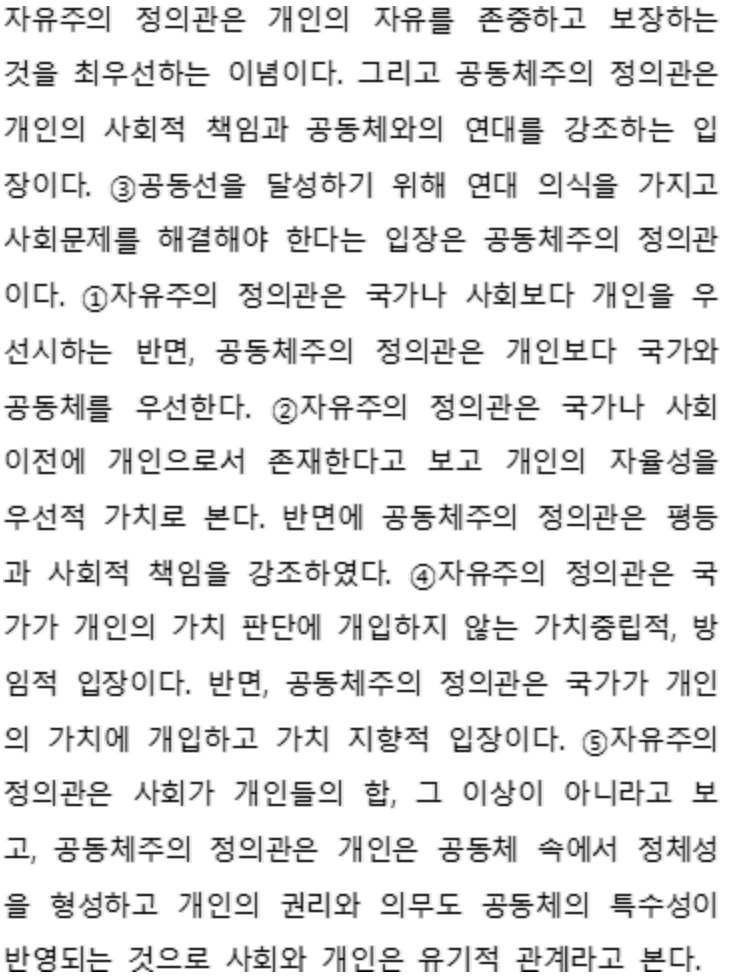 자유주의 정의관은 개인의 자유를 존중하고 보장하는
것을 최우선하는 이념이다. 그리고 공동체주의 정의관은
개인의 사회적 책임과 공동체와의 연대를 강조하는 입
장이다. ③공동선을 달성하기 위해 연대 의식을 가지고
사회문제를 해결해야 한다는 입장은 공동체주의 정의관
이다. ①자유주의 정의관은 국가나 사회보다 개인을 우
선시하는 반면, 공동체주의 정의관은 개인보다 국가와
공동체를 우선한다. ②자유주의 정의관은 국가나 사회
이전에 개인으로서 존재한다고 보고 개인의 자율성을
우선적 가치로 본다. 반면에 공동체주의 정의관은 평등
과 사회적 책임을 강조하였다. ④자유주의 정의관은 국
가가 개인의 가치 판단에 개입하지 않는 가치중립적, 방
임적 입장이다. 반면, 공동체주의 정의관은 국가가 개인
의 가치에 개입하고 가치 지향적 입장이다. ⑤자유주의
정의관은 사회가 개인들의 합, 그 이상이 아니라고 보
고, 공동체주의 정의관은 개인은 공동체 속에서 정체성
을 형성하고 개인의 권리와 의무도 공동체의 특수성이
반영되는 것으로 사회와 개인은 유기적 관계라고 본다.